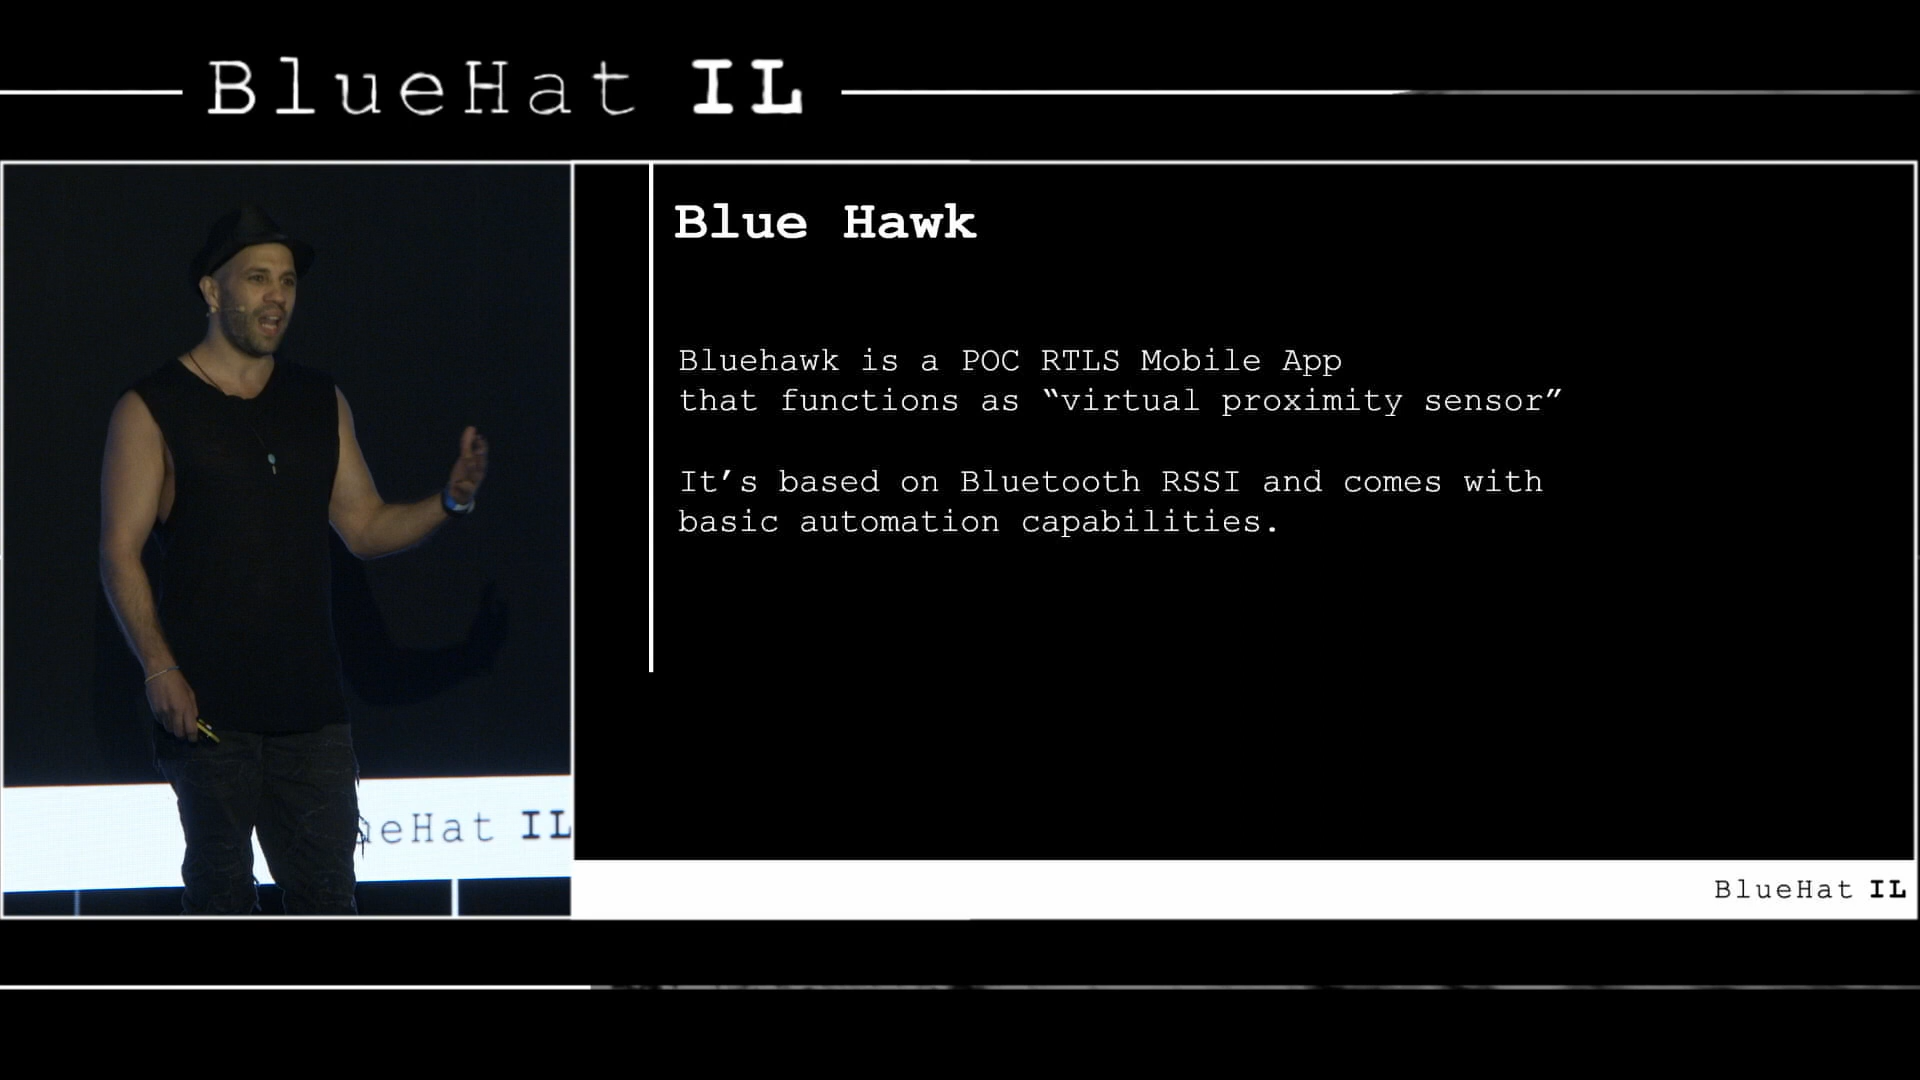 BlueHat IL
Blue Hawk
Bluehawk is a POC RTLS Mobile App
that functions as “virtual proximity sensor”
It’s based on Bluetooth RSSI and comes with
basic automation capabilities.
ueHat IL
BlueHat IL